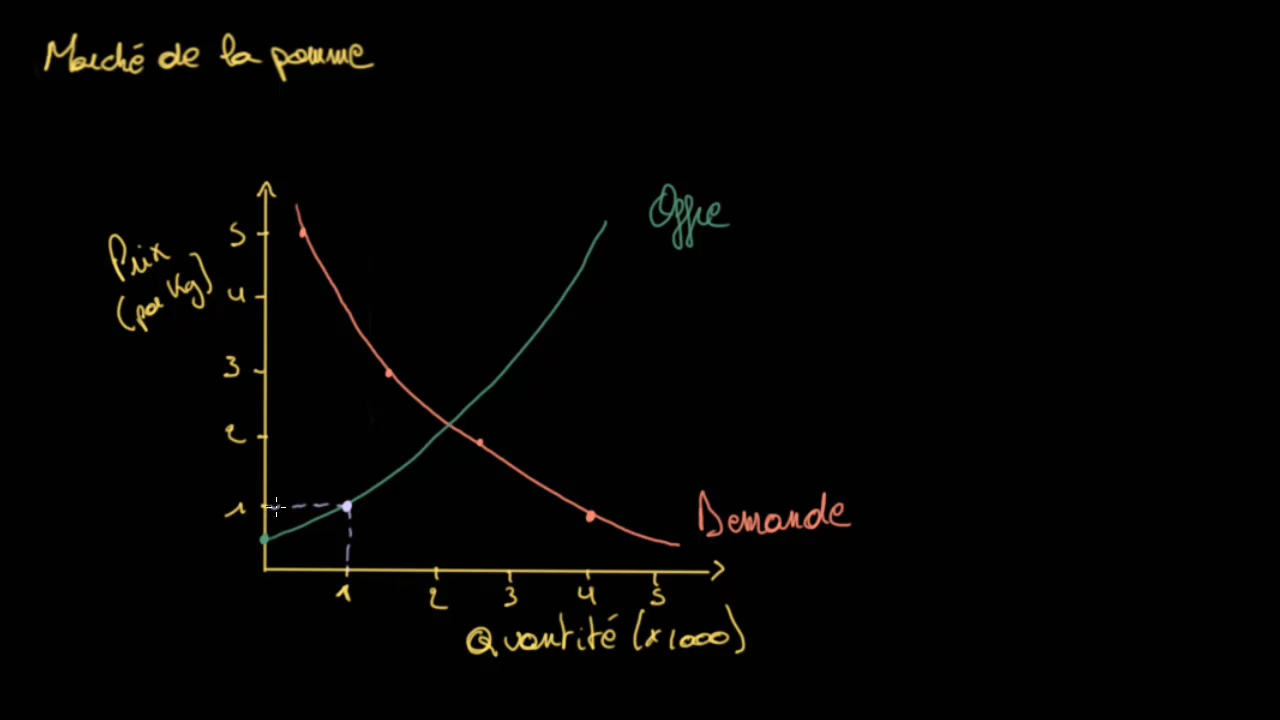 Marché de la pomme
Offre
Prix
(par Kg)
5
4
3
2
1
Demande
1 2 3 4 5
Quantité (x1000)